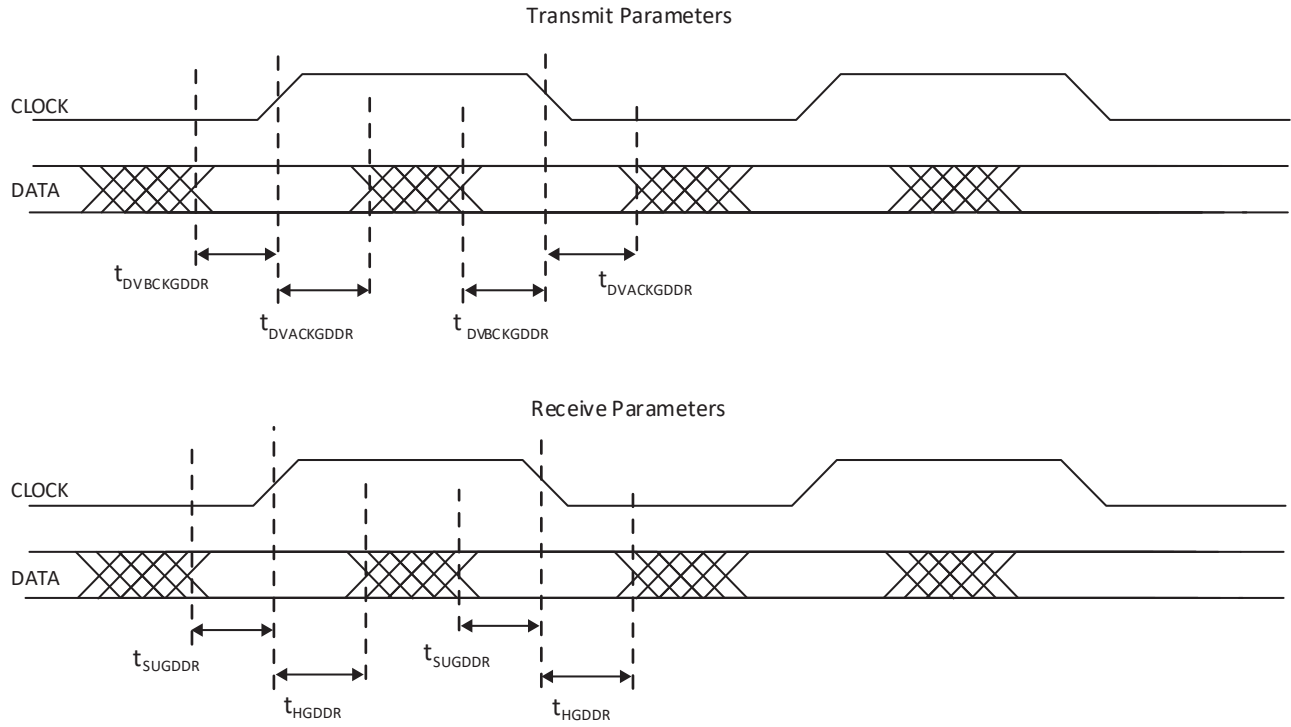 Transmit Parameters
CLOCK
DATA
tDVBCKGDDR
tDVACKGDDR
tDVACKGDDR
t DVBCKGDDR
Receive Parameters
CLOCK
DATA
tSUGDDR
tSUGDDR
tHGDDR
tHGDDR